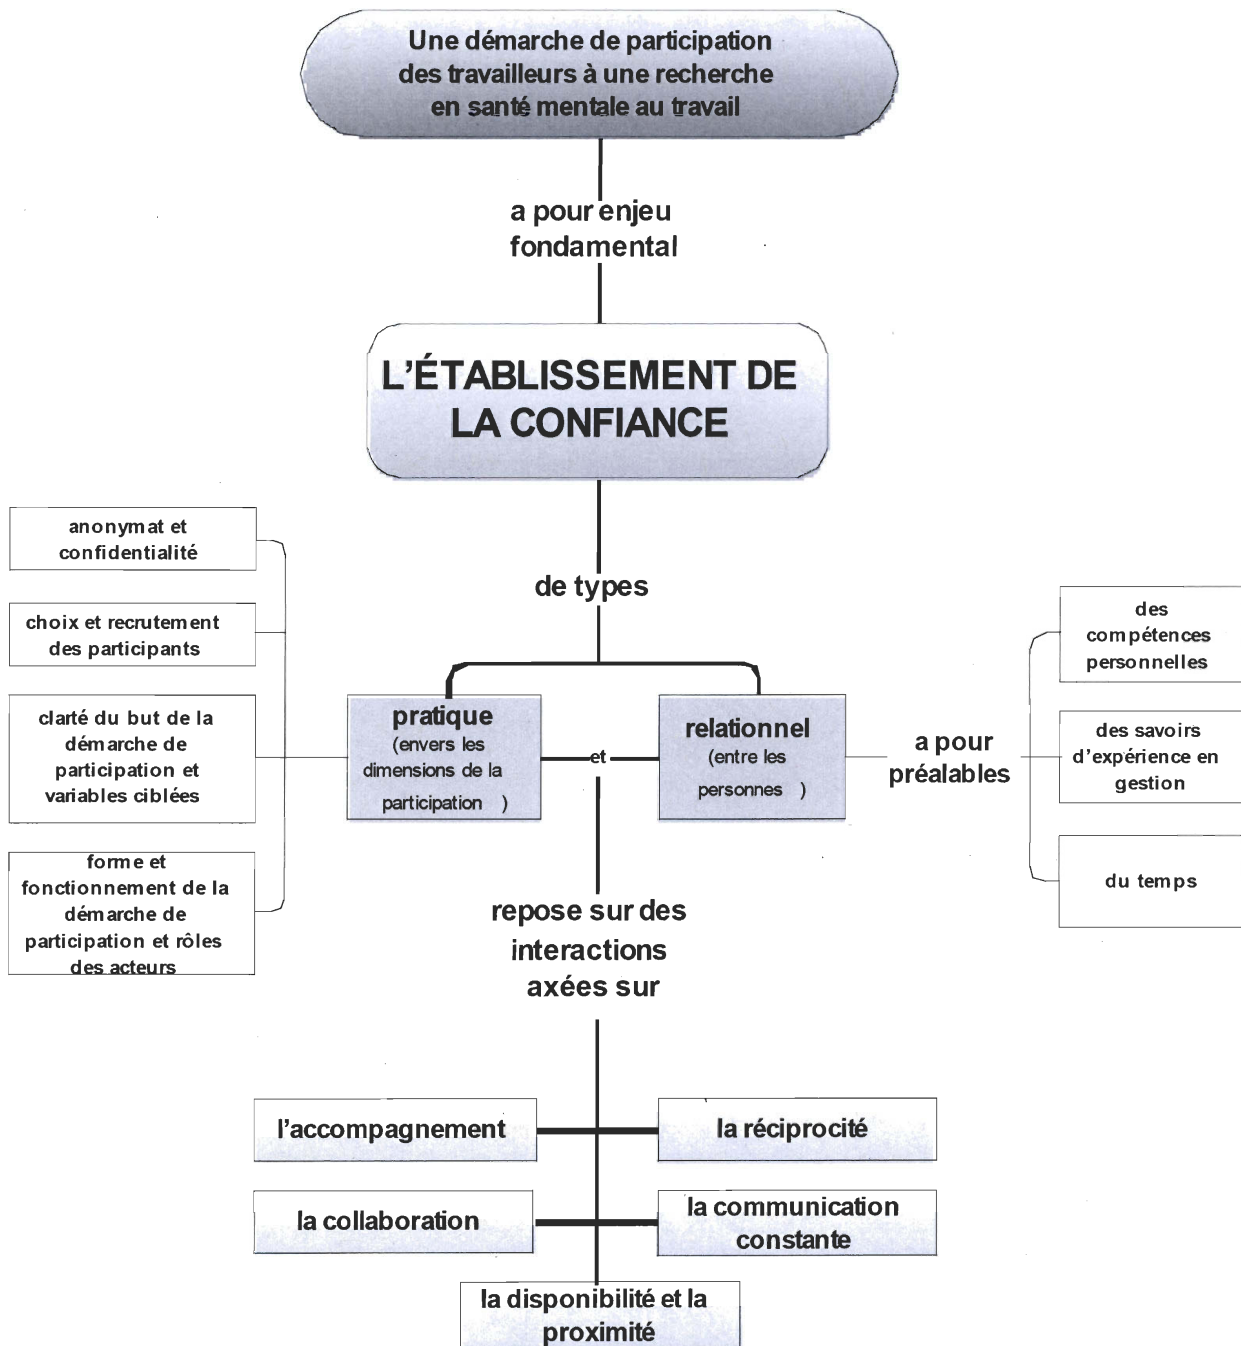 Une démarche de participation
des travailleurs à une recherche
en santé mentale au travail
a pour enjeu
fondamental
L'ÉTABLISSEMENT DE
LA CONFIANCE
de types
anonymat et
confidentialité
choix et recrutement
des participants
clarté du but de la
démarche de
participation et
variables ciblées
forme et
fonctionnement de la
démarche de
participation et rôles
des acteurs
pratique
(envers les
dimensions de la
participation )
et
relationnel
(entre les
personnes )
a pour
préalables
des
compétences
personnelles
des savoirs
d'expérience en
gestion
du temps
repose sur des
interactions
axées sur
l'accompagnement
la réciprocité
la collaboration
la communication
constante
la disponibilité et la
proximité